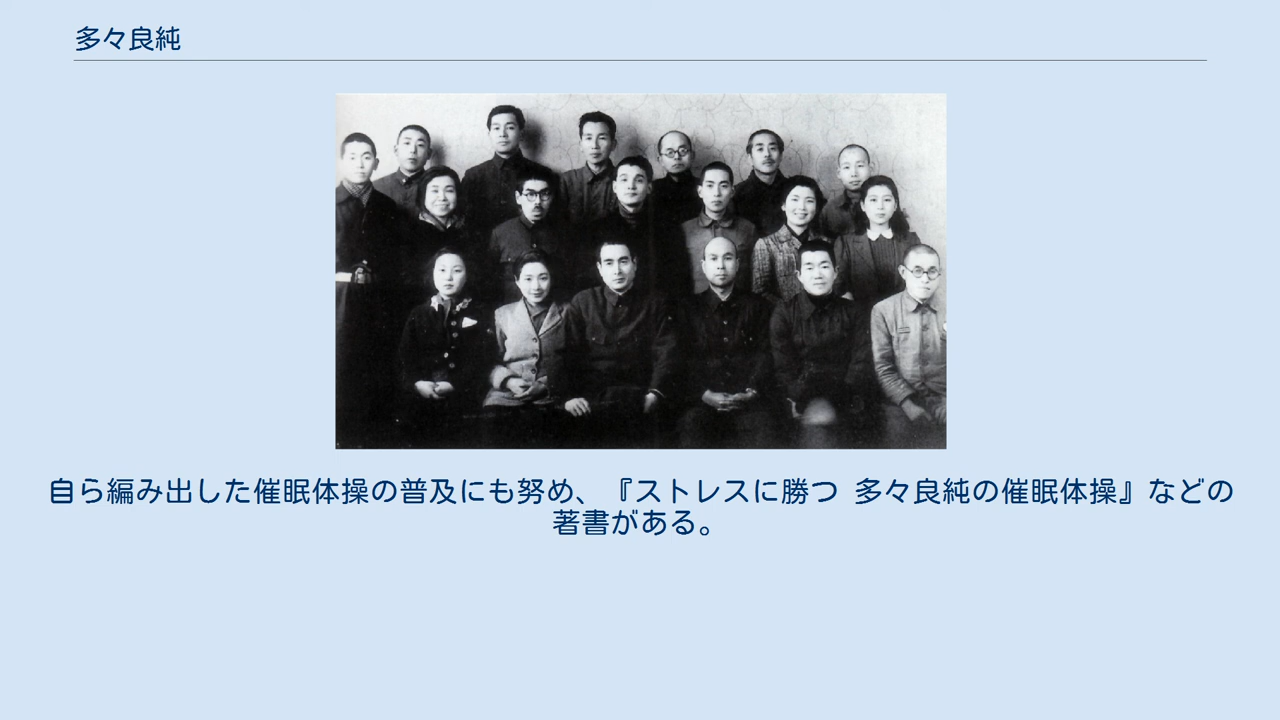 多々良純
自ら編み出した催眠体操の普及にも努め、『ストレスに勝つ 多々良純の催眠体操』などの
著書がある。